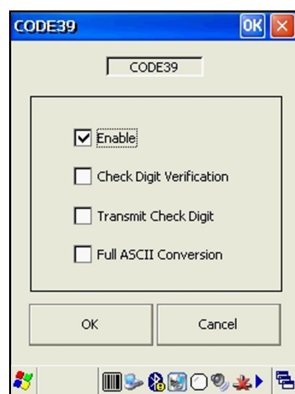 CODE39 OK
CODE39
Enable
Check Digit Verification
Transmit Check Digit
Full ASCII Conversion
OK Cancel